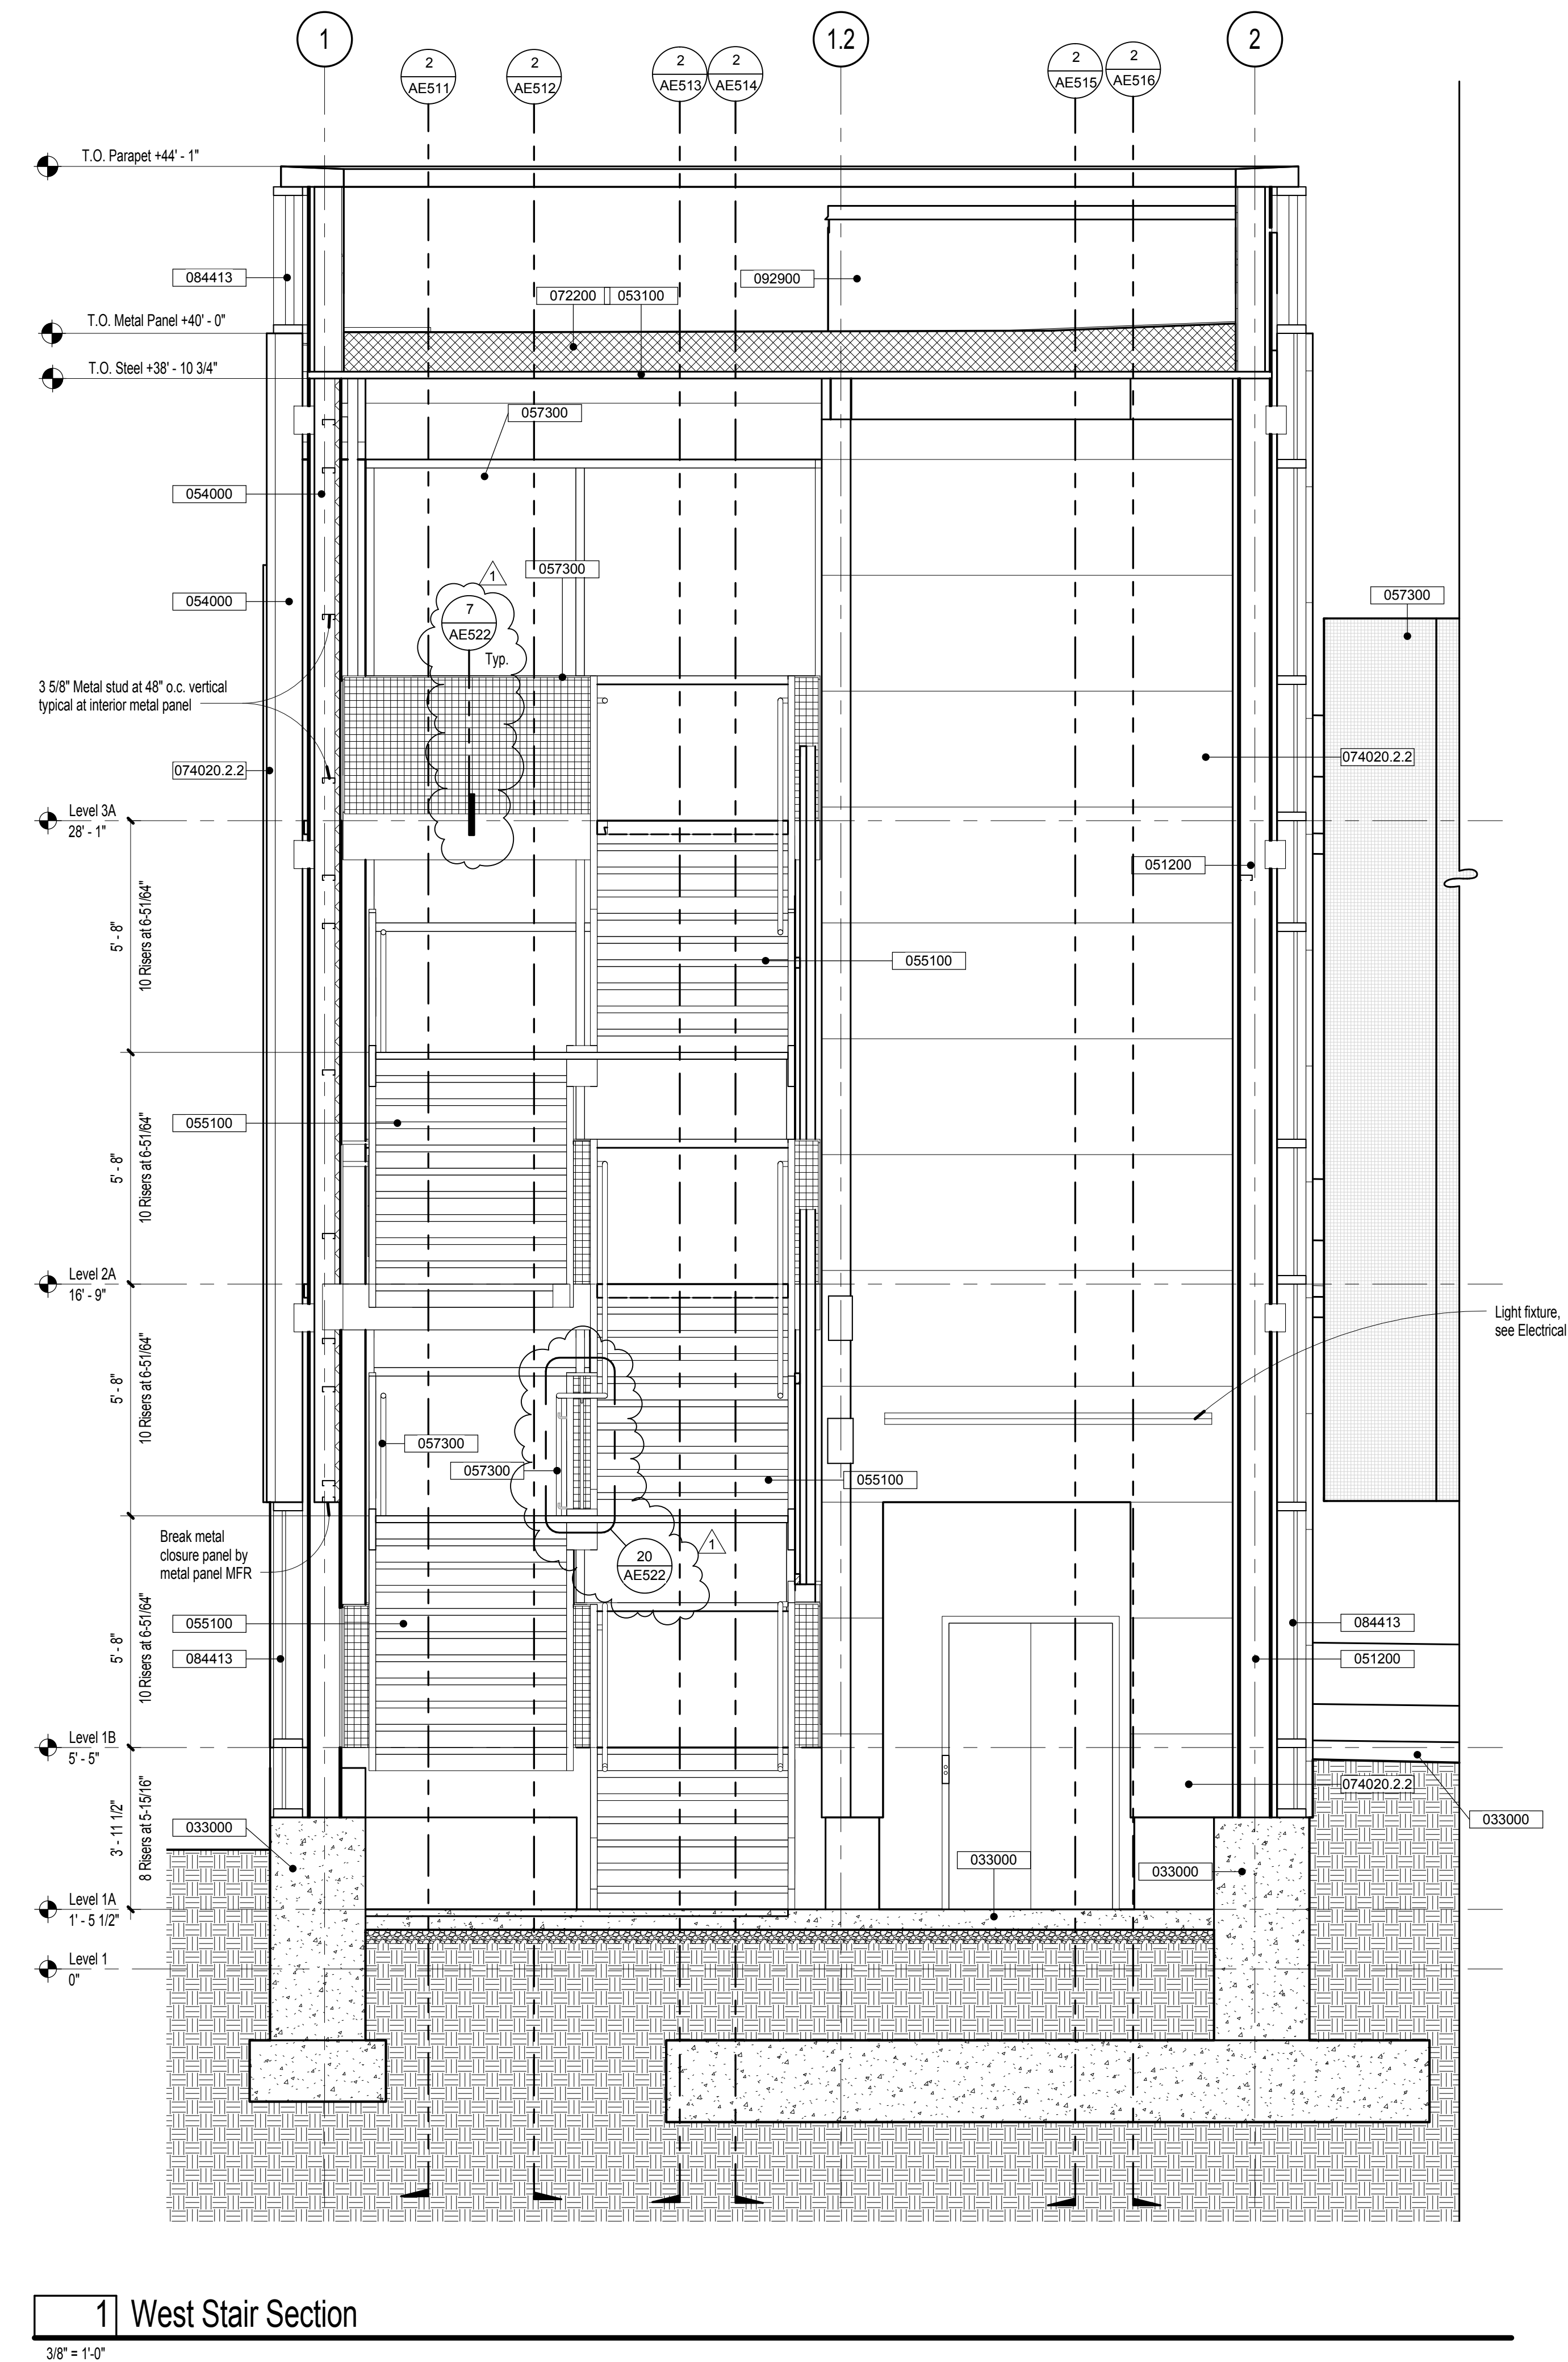 1
1.2
2
2
AE511
2
AE512
2
AE513
2
AE514
2
AE515
2
AE516
T.O. Parapet +44' - 1"
084413
092900
072200
053100
T.O. Metal Panel +40' - 0"
T.O. Steel +38' - 10 3/4"
057300
054000
057300
1
7
AE522
Typ.
054000
057300
3 5/8" Metal stud at 48" o.c. vertical
typical at interior metal panel
074020.2.2
074020.2.2
Level 3A
28' - 1"
051200
5' - 8"
10 Risers at 6-51/64"
055100
055100
5' - 8"
10 Risers at 6-51/64"
Level 2A
16' - 9"
Light fixture,
see Electrical
5' - 8"
10 Risers at 6-51/64"
057300
057300
055100
Break metal
closure panel by
metal panel MFR
20
AE522
1
055100
084413
084413
051200
5' - 8"
10 Risers at 6-51/64"
Level 1B
5' - 5"
074020.2.2
033000
033000
3' - 11 1/2"
8 Risers at 5-15/16"
033000
033000
Level 1A
1' - 5 1/2"
Level 1
0"
1 West Stair Section
3/8" = 1'-0"